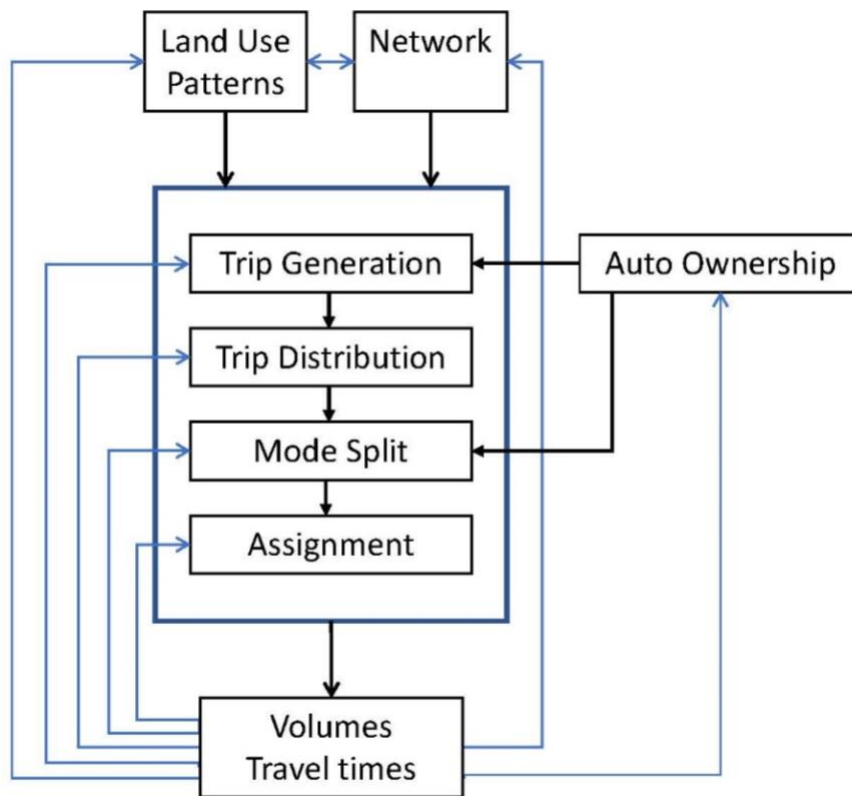 Land Use
Patterns
Network
Trip Generation
Auto Ownership
Trip Distribution
Mode Split
Assignment
Volumes
Travel times